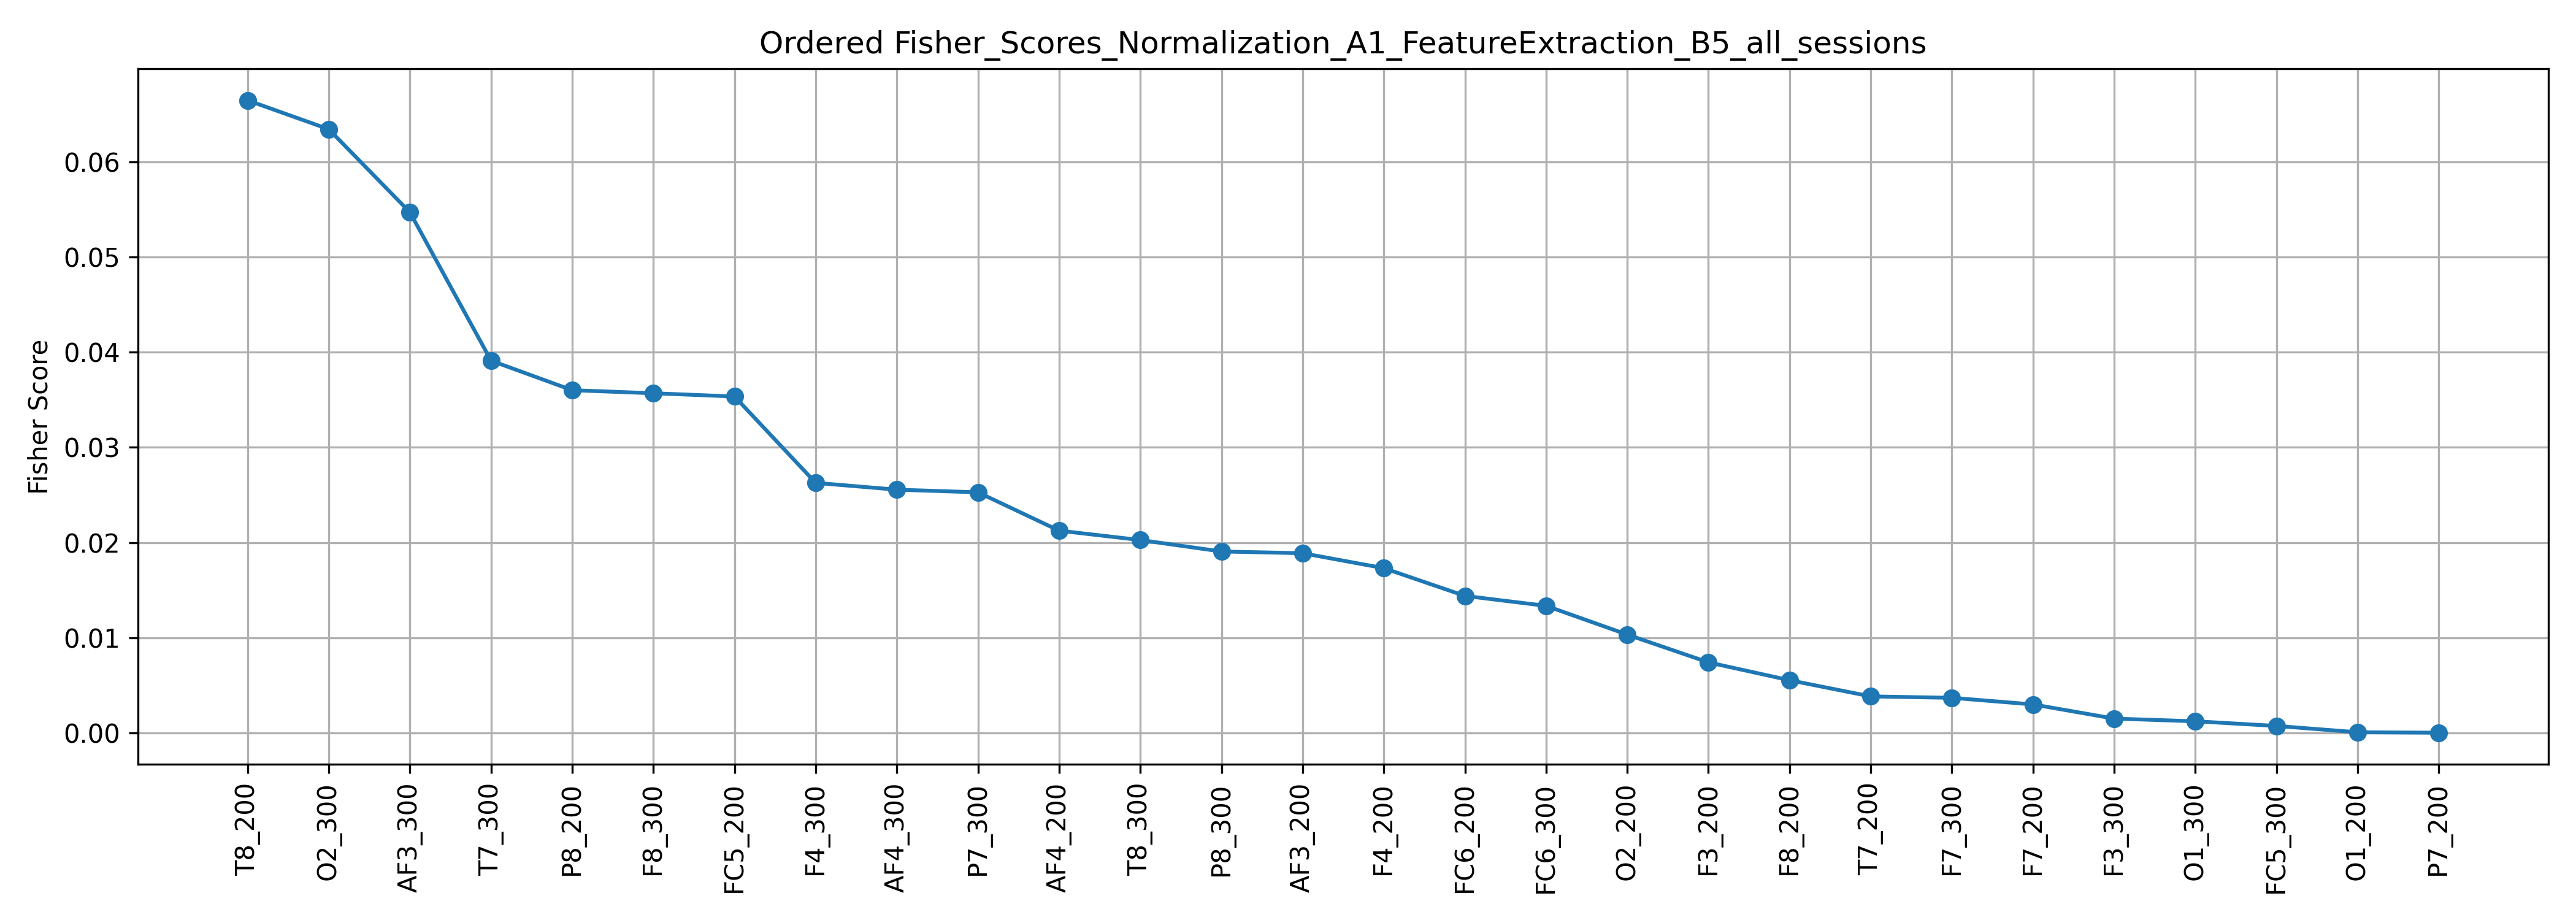 Ordered Fisher_Scores_Normalization_A1_FeatureExtraction_B5_all_sessions
Fisher Score
0.06
0.05
0.04
0.03
0.02
0.01
0.00
T8_200
O2_300
AF3_300
T7_300
P8_200
F8_300
FC5_200
F4_300
AF4_300
P7_300
AF4_200
T8_300
P8_300
AF3_200
F4_200
FC6_200
FC6_300
O2_200
F3_200
F8_200
T7_200
F7_300
F7_200
F3_300
O1_300
FC5_300
O1_200
P7_200